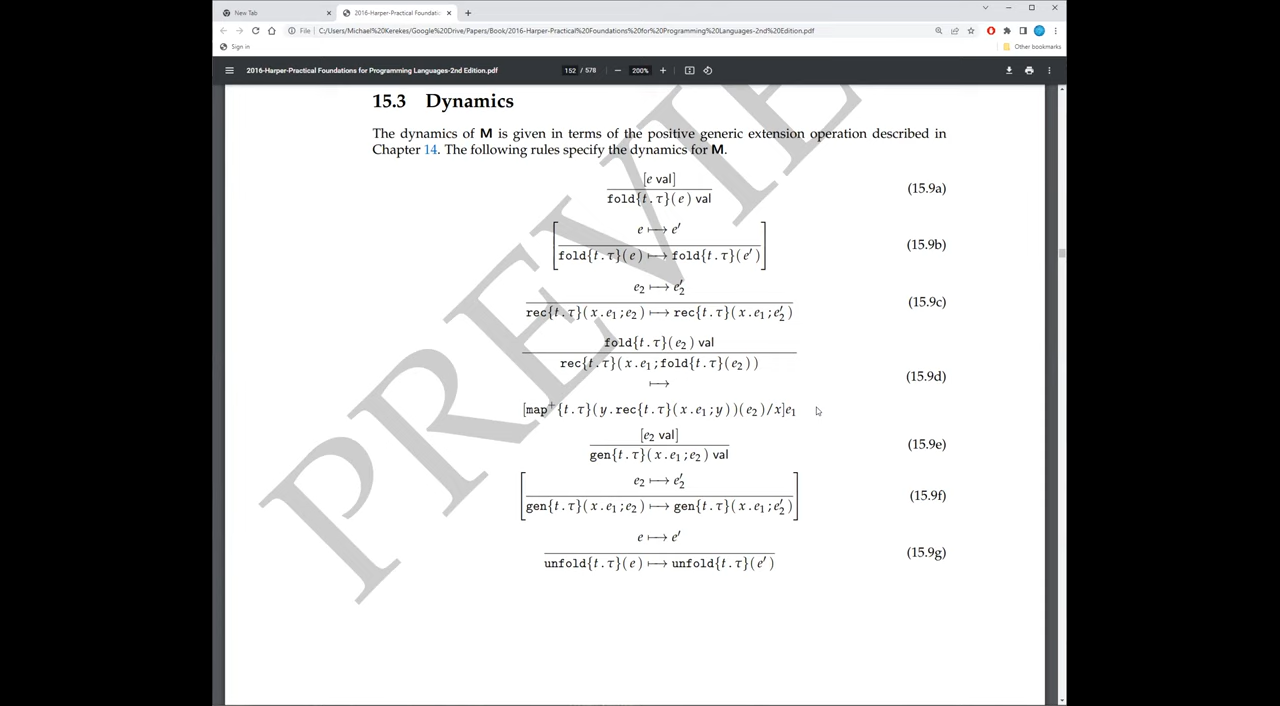 New Tab
2016-Harper-Practical Foundatio
File | C:/Users/Michael%20Kerekes/Google%20Drive/Papers/Book/2016-Harper-Practical%20Foundations%20for%20Programming%20Languages-2nd%20Edition.pdf
Sign in
Other bookmarks
2016-Harper-Practical Foundations for Programming Languages-2nd Edition.pdf
152 / 578
200%
15.3 Dynamics
The dynamics of M is given in terms of the positive generic extension operation described in
Chapter 14. The following rules specify the dynamics for M.
[e val]
fold{t.τ}(e) val
(15.9a)
e ⟼ e′
fold{t.τ}(e) ⟼ fold{t.τ}(e′)
(15.9b)
e₂ ⟼ e₂′
rec{t.τ}(x.e₁;e₂) ⟼ rec{t.τ}(x.e₁;e₂′)
(15.9c)
fold{t.τ}(e₂) val
rec{t.τ}(x.e₁;fold{t.τ}(e₂))
⟼
[map⁺{t.τ}(y.rec{t.τ}(x.e₁;y))(e₂)/x]e₁
(15.9d)
[e₂ val]
gen{t.τ}(x.e₁;e₂) val
(15.9e)
e₂ ⟼ e₂′
gen{t.τ}(x.e₁;e₂) ⟼ gen{t.τ}(x.e₁;e₂′)
(15.9f)
e ⟼ e′
unfold{t.τ}(e) ⟼ unfold{t.τ}(e′)
(15.9g)
PREVIE